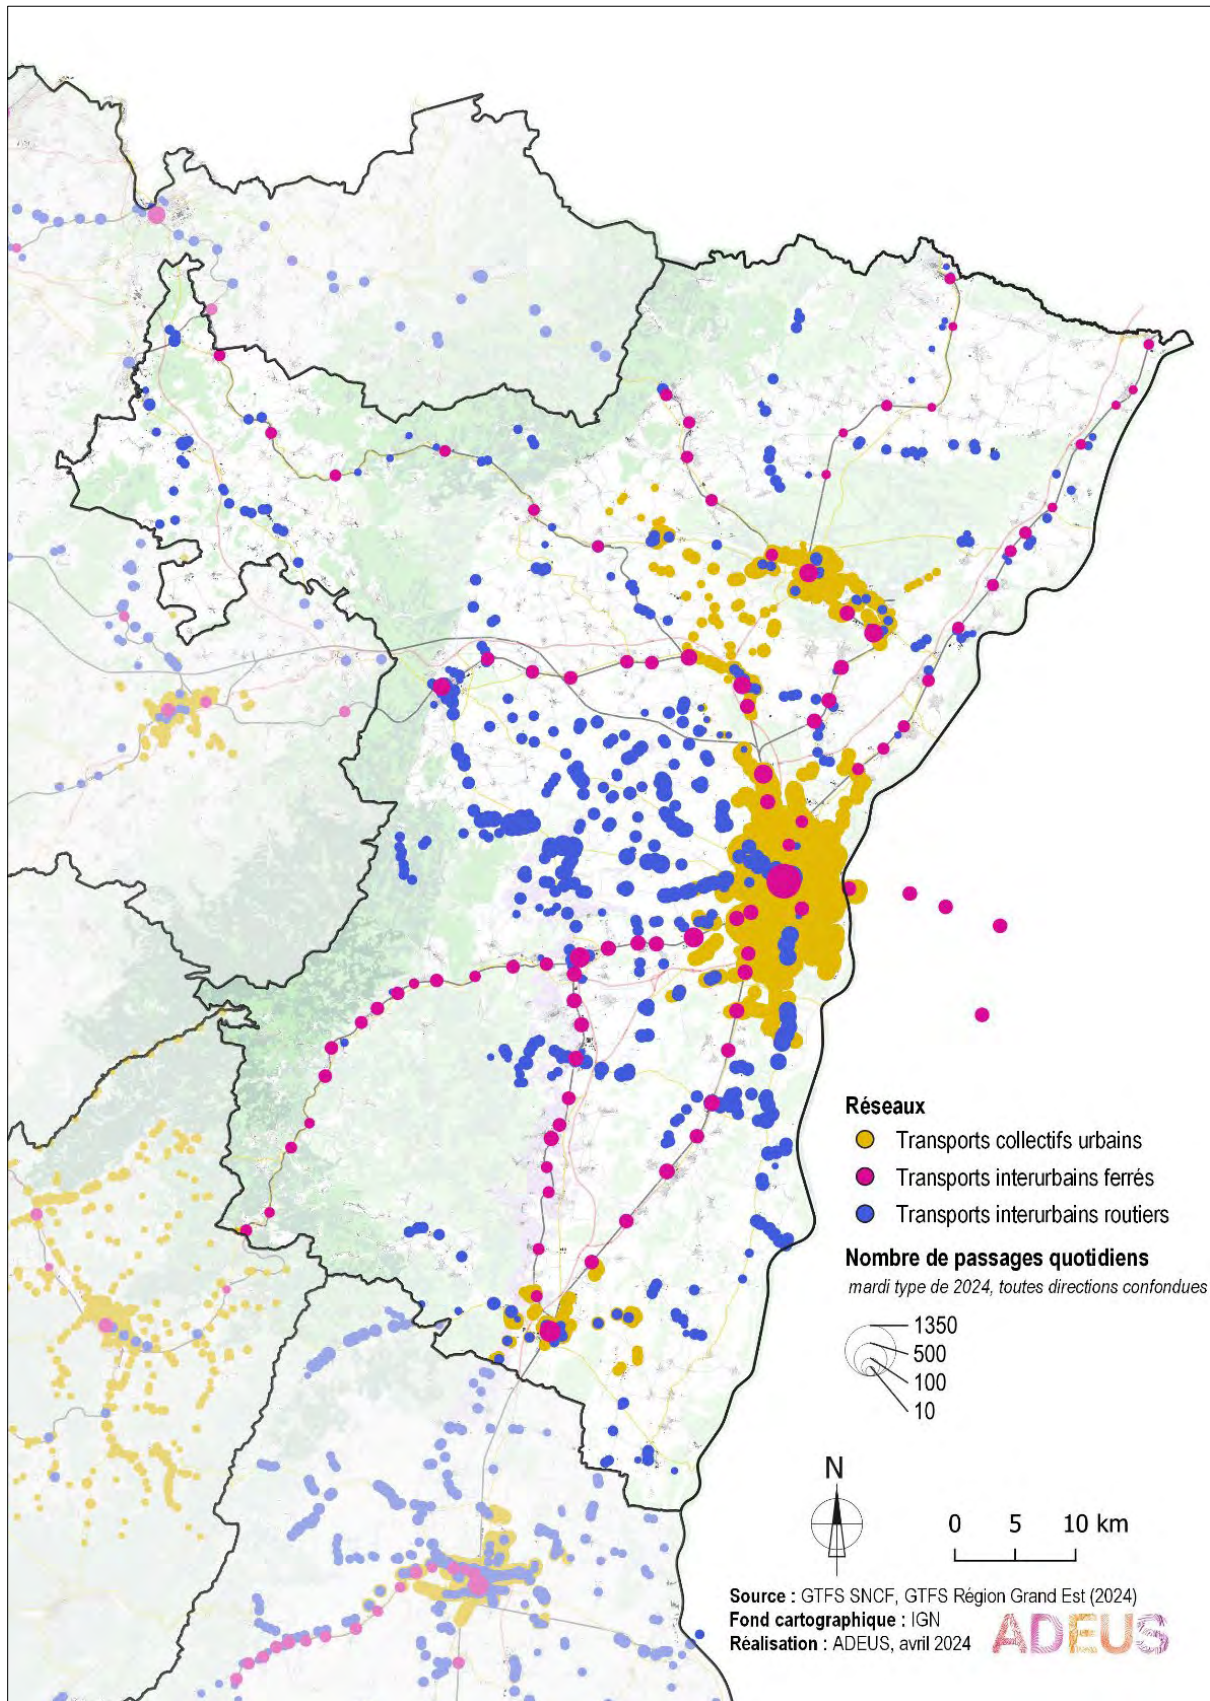 Réseaux
Transports collectifs urbains
Transports interurbains ferrés
Transports interurbains routiers
Nombre de passages quotidiens
mardi type de 2024, toutes directions confondues
1350
500
100
10
N
0 5 10 km
Source : GTFS SNCF, GTFS Région Grand Est (2024)
Fond cartographique : IGN
Réalisation : ADEUS, avril 2024
ADEUS